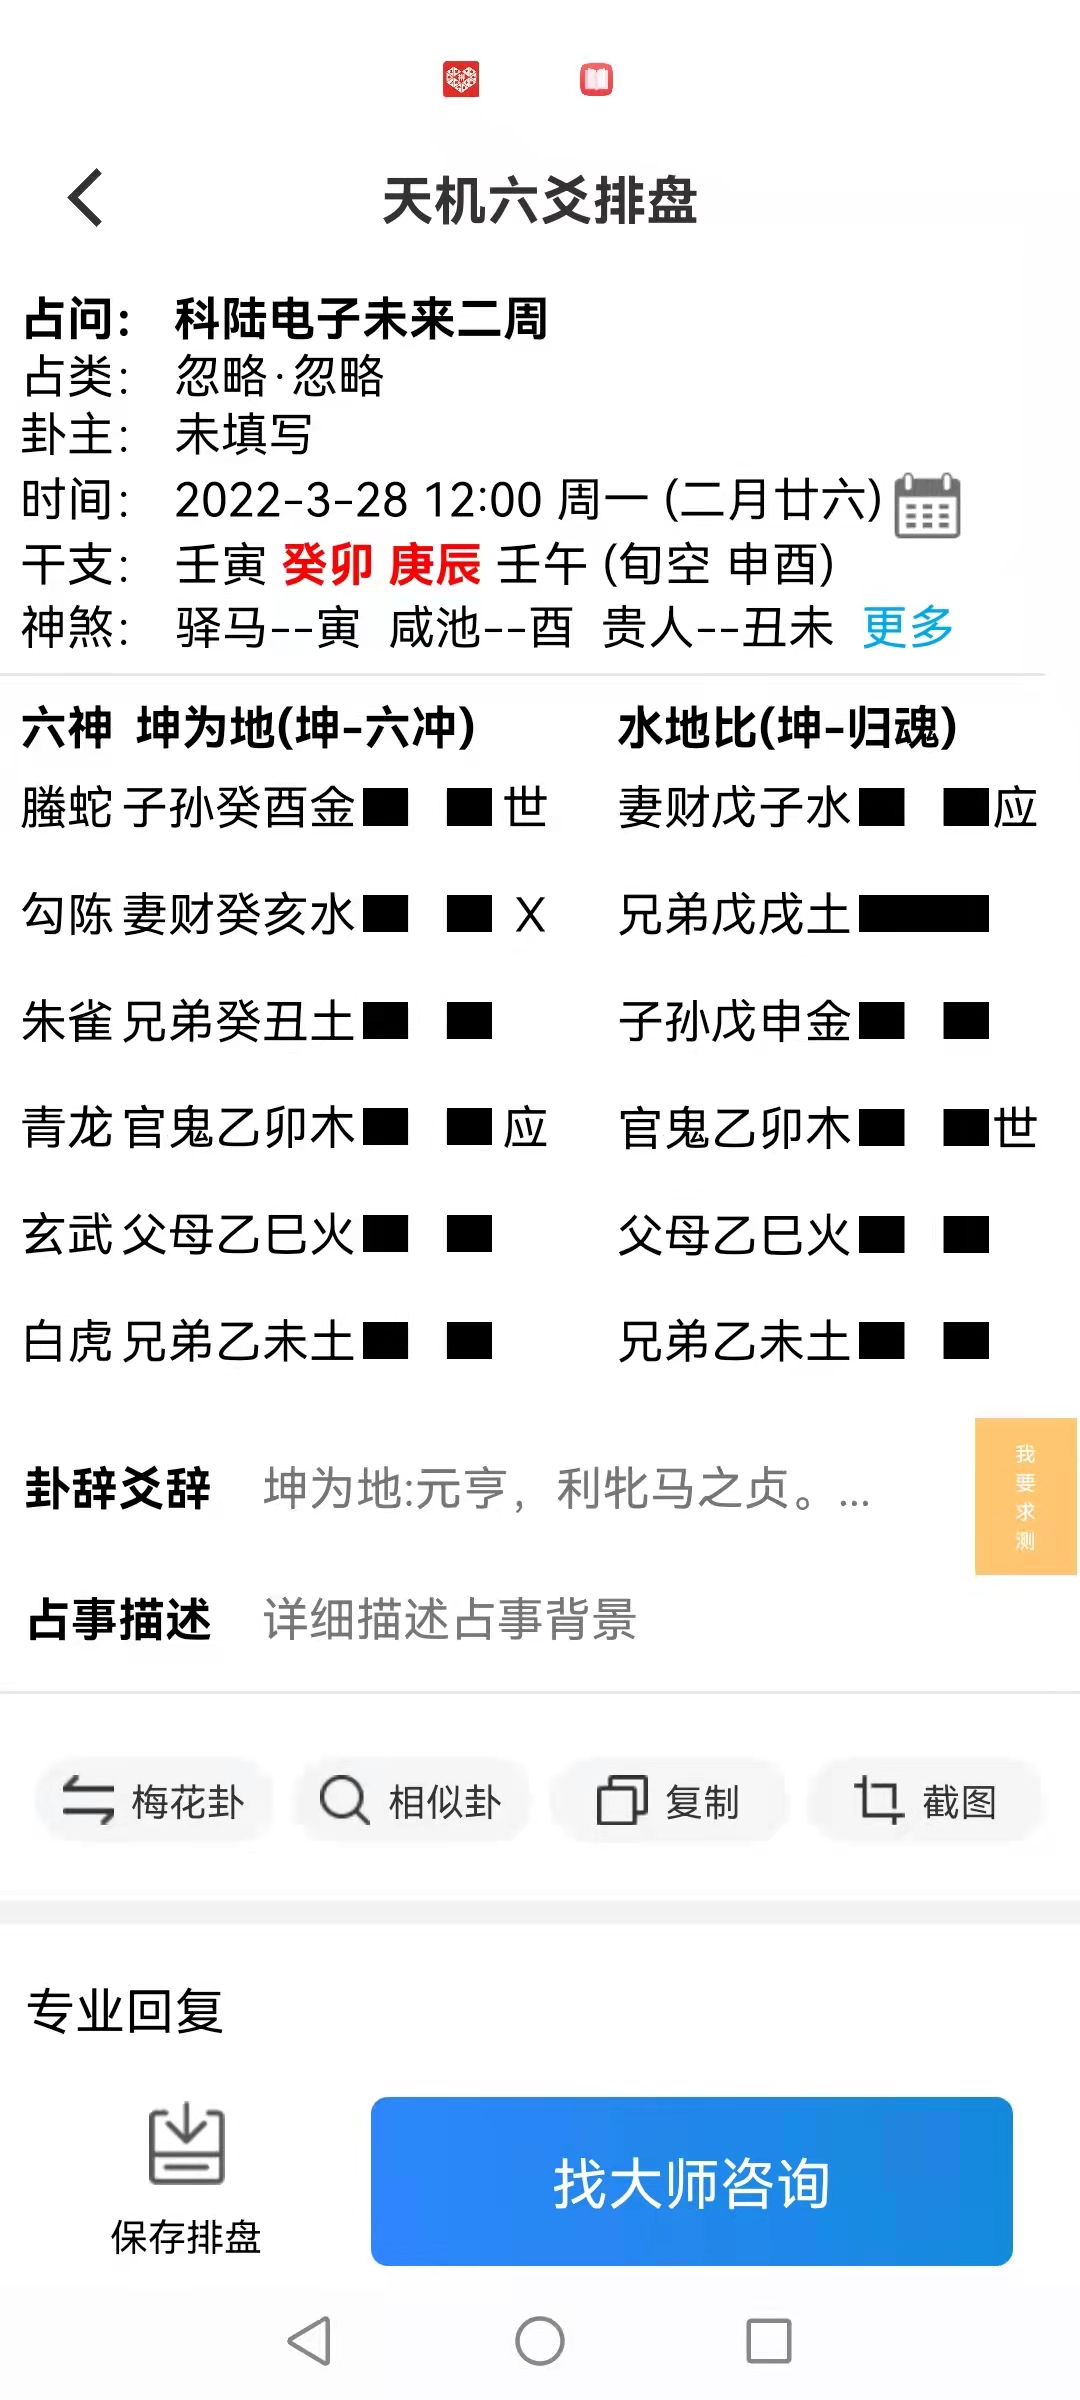 天机六爻排盘
占问： 科陆电子未来二周
占类： 忽略·忽略
卦主： 未填写
时间： 2022-3-28 12:00 周一 (二月廿六)
干支： 壬寅 癸卯 庚辰 壬午 (旬空 申酉)
神煞： 驿马--寅 咸池--酉 贵人--丑未 更多
六神 坤为地(坤-六冲) 水地比(坤-归魂)
螣蛇 子孙癸酉金 世 妻财戊子水 应
勾陈 妻财癸亥水 X 兄弟戊戌土
朱雀 兄弟癸丑土 子孙戊申金
青龙 官鬼乙卯木 应 官鬼乙卯木 世
玄武 父母乙巳火 父母乙巳火
白虎 兄弟乙未土 兄弟乙未土
我要求测
卦辞爻辞 坤为地:元亨，利牝马之贞。...
占事描述 详细描述占事背景
梅花卦 相似卦 复制 截图
专业回复
保存排盘 找大师咨询